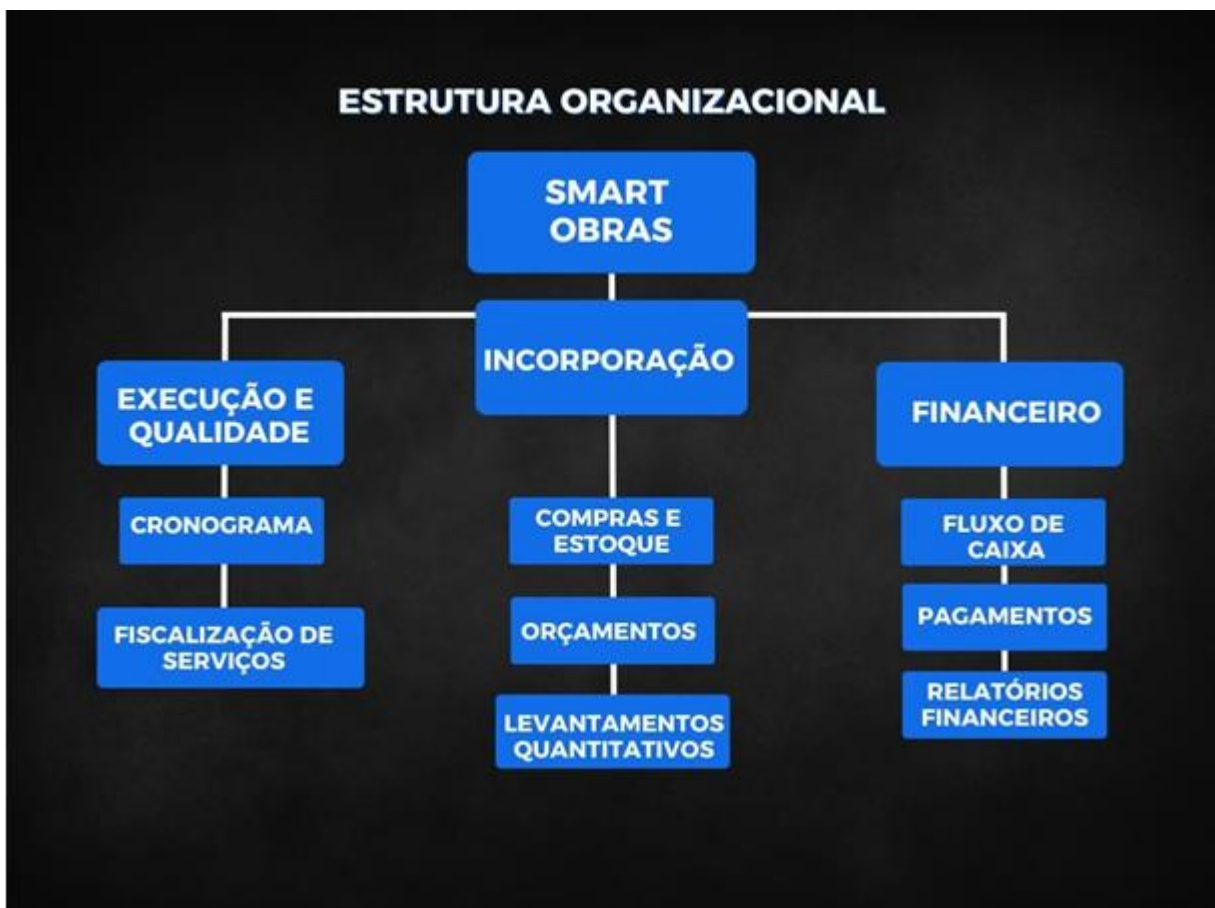 ESTRUTURA ORGANIZACIONAL
SMART
OBRAS
INCORPORAÇÃO
EXECUÇÃO E
QUALIDADE
CRONOGRAMA
FISCALIZAÇÃO DE
SERVIÇOS
COMPRAS E
ESTOQUE
ORÇAMENTOS
LEVANTAMENTOS
QUANTITATIVOS
FINANCEIRO
FLUXO DE
CAIXA
PAGAMENTOS
RELATÓRIOS
FINANCEIROS